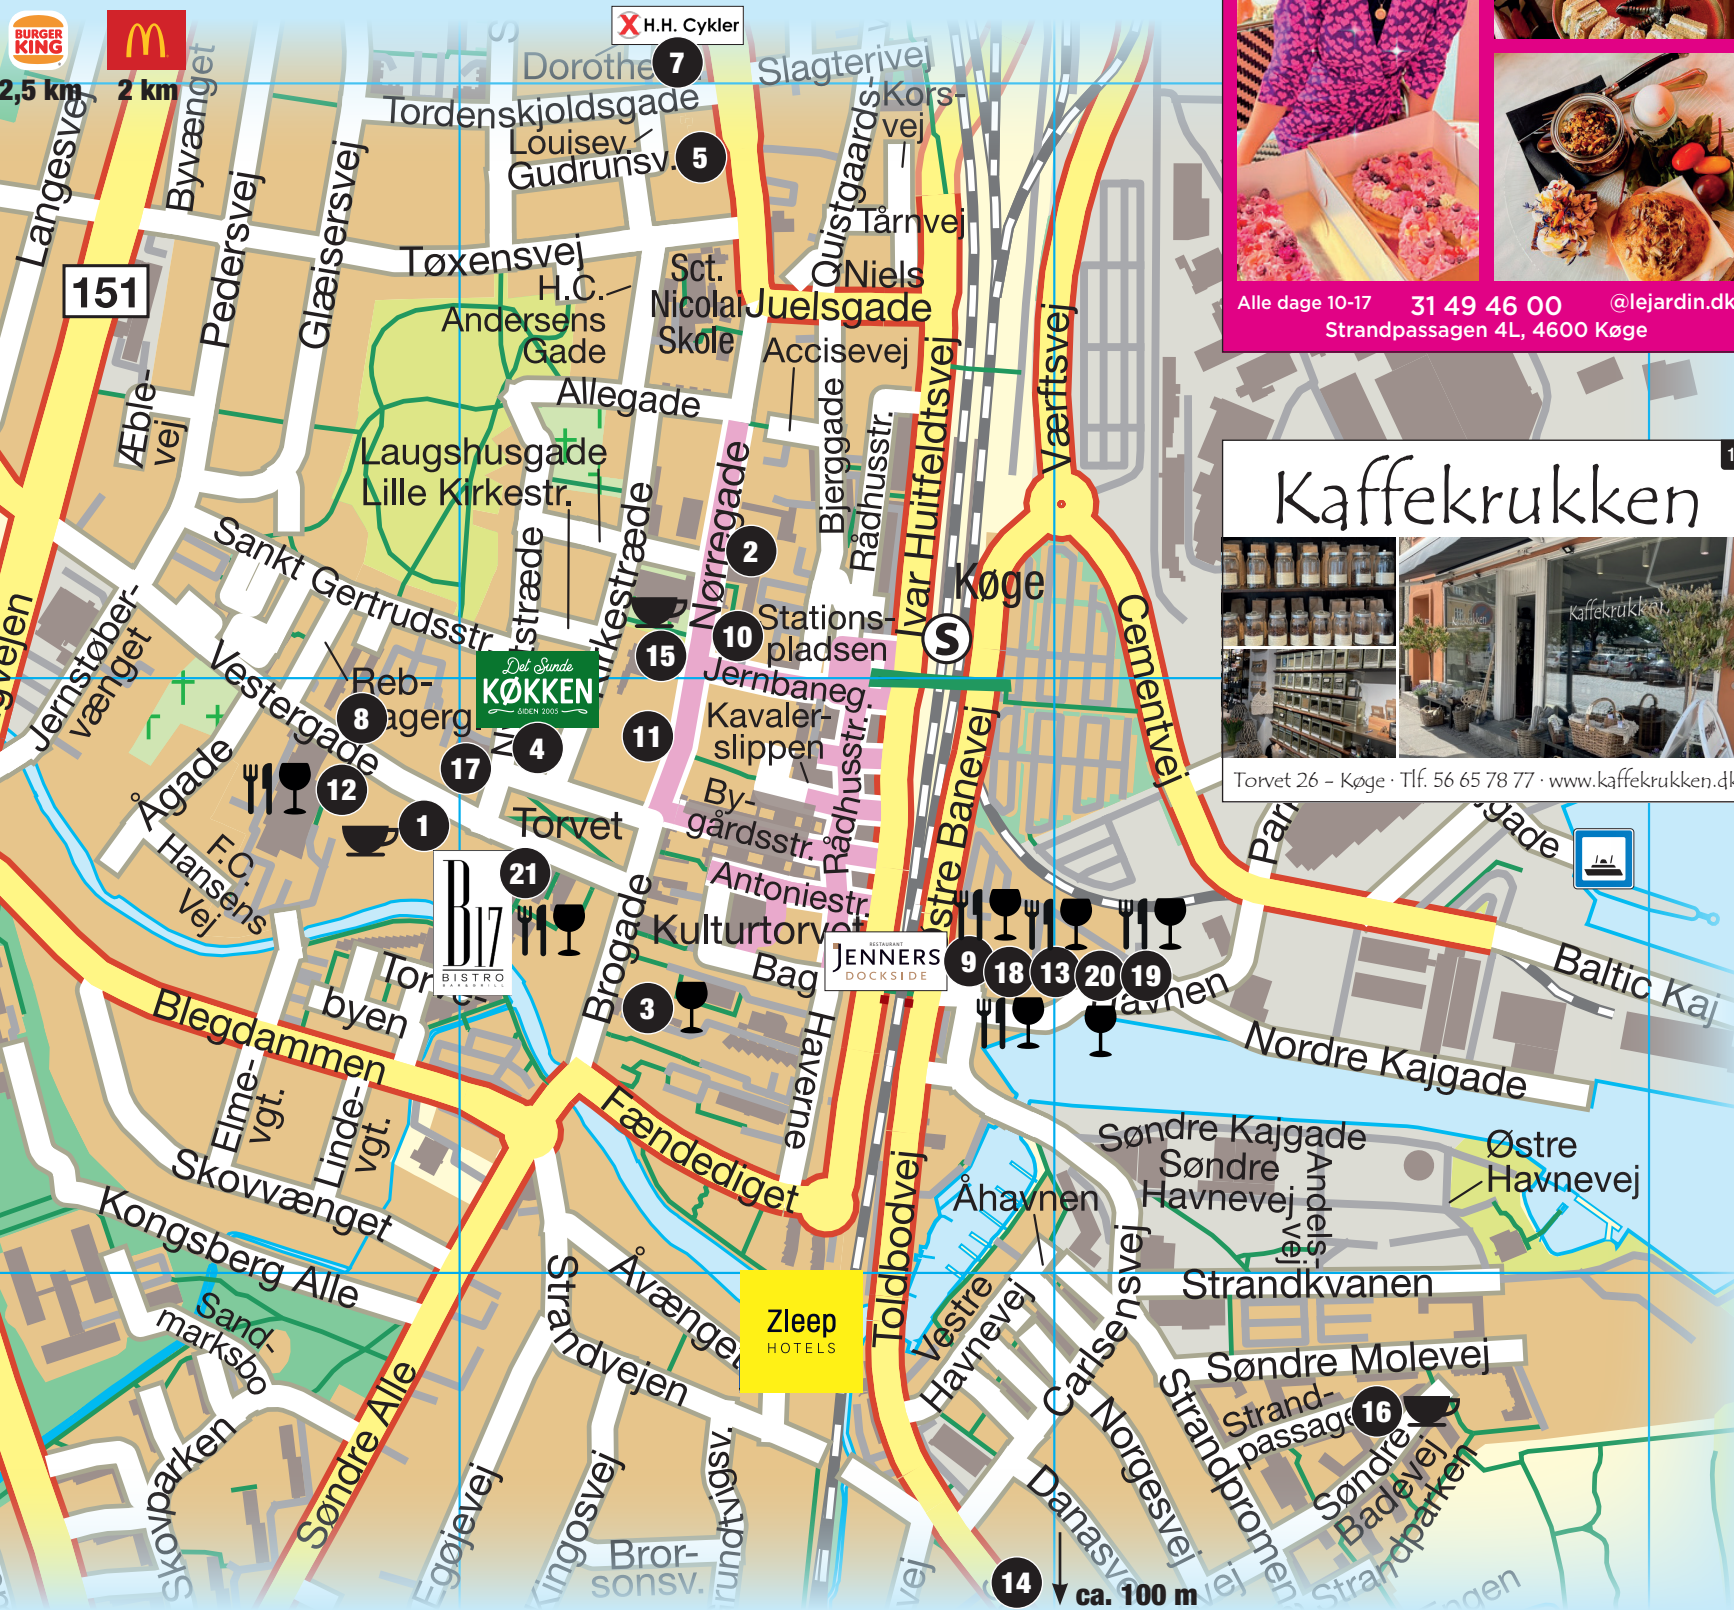 BURGER
KING
2,5 km
2 km
H.H. Cykler
7
Slagterivej
Tordenskjoldsgade
Louisev.
Gudrunsv.
5
Kors-
vej
Langesvej
Byvænget
Pedersvej
Glæisersvej
Quistgaards-
Tårnvej
Tøxensvej
151
H.C.
Andersens
Gade
Sct.
Nicolai
Skole
Niels
Juelsgade
Accisevej
Allegade
Æble-
vej
Laugshusgade
Lille Kirkestr.
Bjerggade
Rådhusstr.
Ivar Huitfeldtsvej
Værftsvej
Nørregade
2
Sankt Gertrudsstr.
Køge
S
Cementvej
Stations-
pladsen
10
15
Jernbaneg.
Jernstøber-
vænget
Vestergade
Reb-
8
Det Sunde
KØKKEN
SIDEN 2005
4
11
17
Kavaler-
slippen
Rådhusstr.
By-
gårdsstr.
Ågade
12
1
F.C.
Hansens
Vej
Torvet
21
B17
BISTRO
BAR&GRILL
Antoniestr.
Kulturtorvet
Brogade
Bag
Haverne
3
RESTAURANT
JENNERS
DOCKSIDE
9
18
13
20
19
Baltic Kaj
Nordre Kajgade
byen
Blegdammen
Elme-
vgt.
Linde-
vgt.
Skovvænget
Kongsberg Alle
Sand-
marksbo
Fændediget
Søndre Kajgade
Søndre
Havnevej
Andels-
vej
Østre
Havnevej
Åhavnen
Strandkvanen
Åvænget
Strandvejen
Zleep
HOTELS
Toldbodvej
Vestre
Havnevej
Carlsensvej
Søndre Molevej
Strand-
16
Søndre
Badevej
Strandparken
Strandpromen
Norgesvej
Skovparken
Søndre Alle
Egøjevej
Kingosvej
Bror-
sonsv.
14
ca. 100 m
Alle dage 10-17
31 49 46 00
@lejardin.dk
Strandpassagen 4L, 4600 Køge
Kaffekrukken
Kaffekrukken
Torvet 26 – Køge · Tlf. 56 65 78 77 · www.kaffekrukken.dk